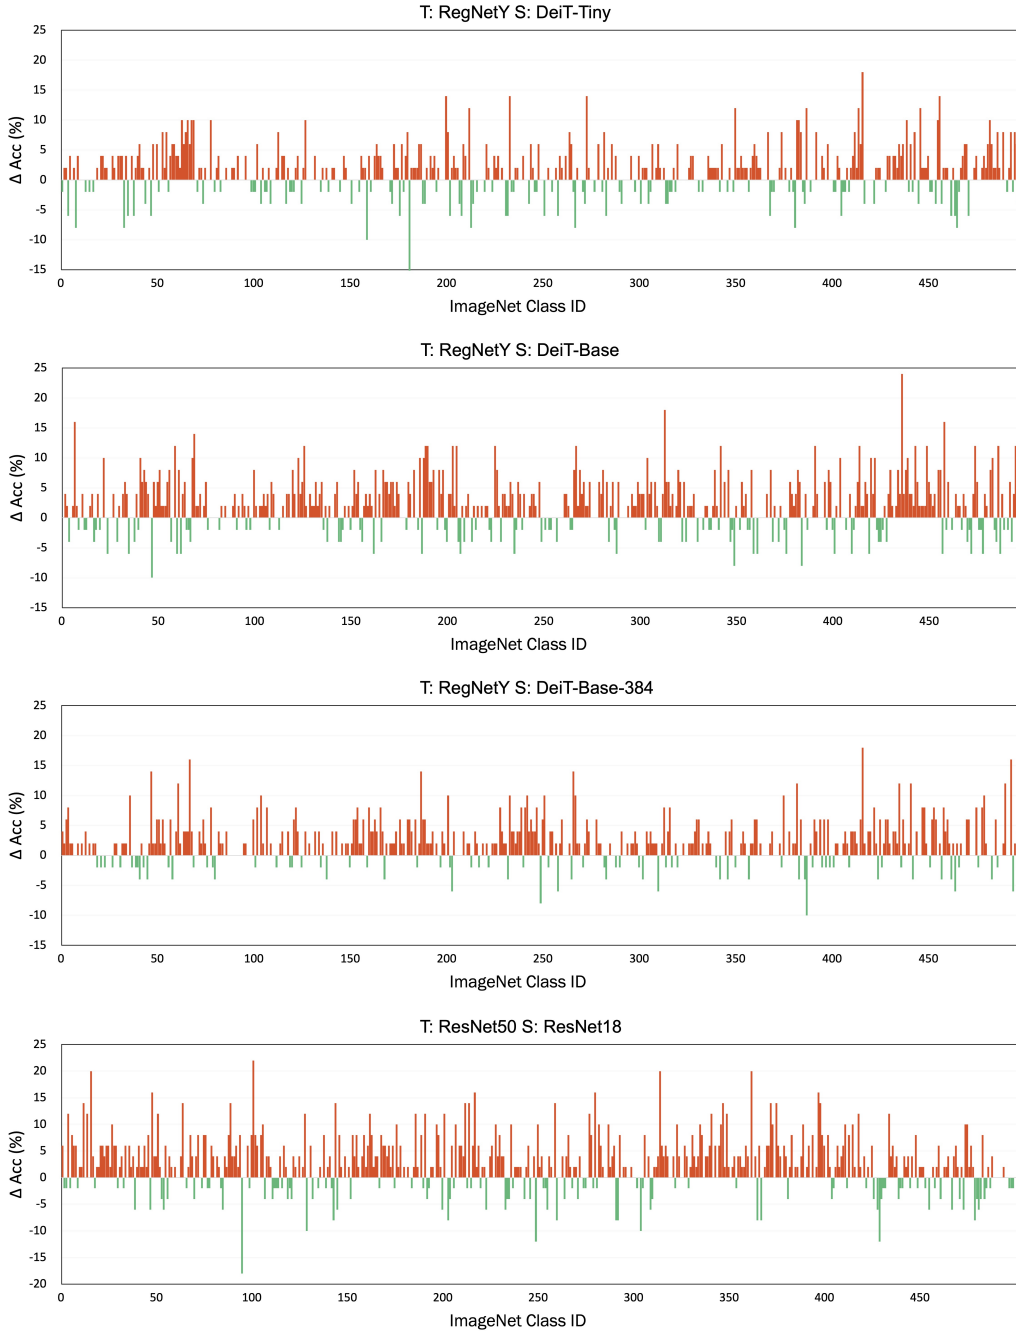 T: RegNetY S: DeiT-Tiny
25
20
15
10
5
0
-5
-10
-15
Δ Acc (%)
0 50 100 150 200 250 300 350 400 450
ImageNet Class ID
T: RegNetY S: DeiT-Base
25
20
15
10
5
0
-5
-10
-15
Δ Acc (%)
0 50 100 150 200 250 300 350 400 450
ImageNet Class ID
T: RegNetY S: DeiT-Base-384
25
20
15
10
5
0
-5
-10
-15
Δ Acc (%)
0 50 100 150 200 250 300 350 400 450
ImageNet Class ID
T: ResNet50 S: ResNet18
25
20
15
10
5
0
-5
-10
-15
-20
Δ Acc (%)
0 50 100 150 200 250 300 350 400 450
ImageNet Class ID